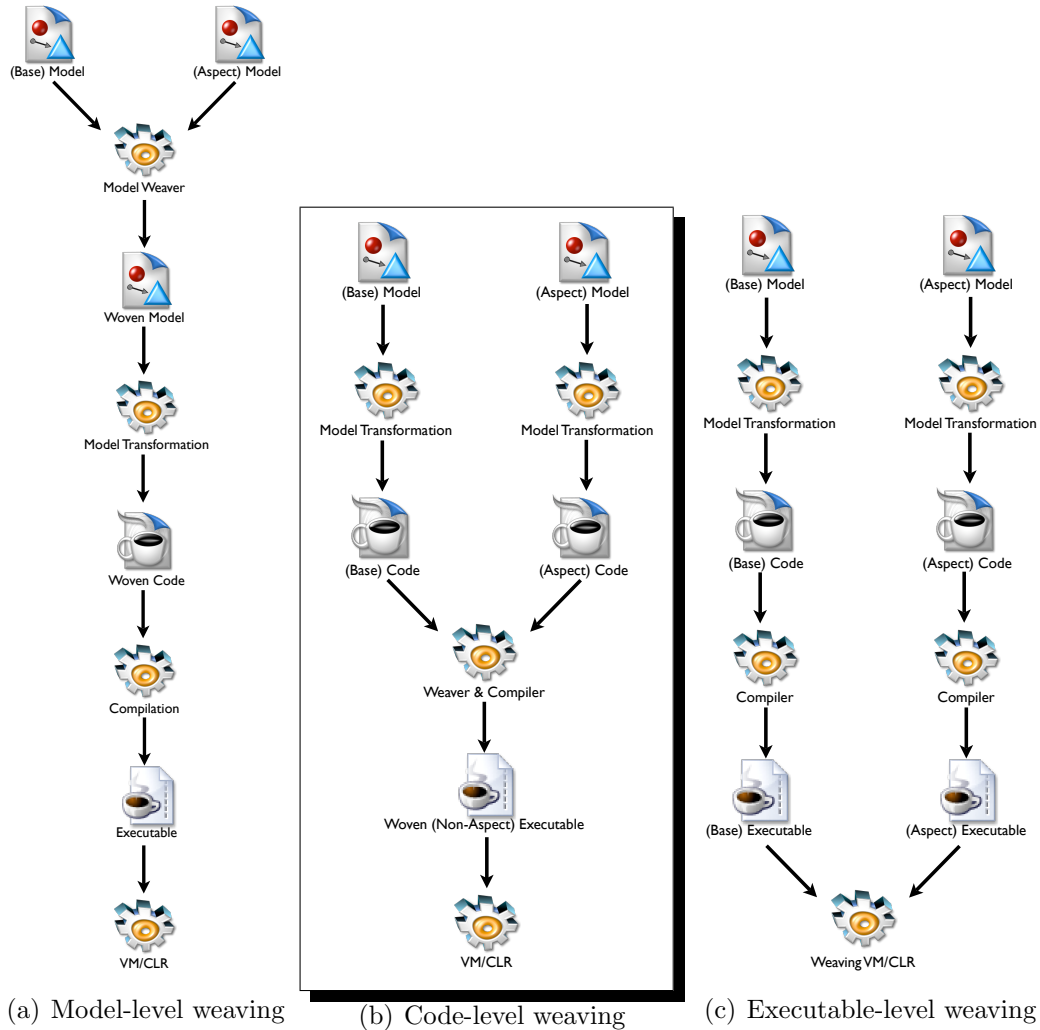 (Base) Model
(Aspect) Model
Model Weaver
Woven Model
Model Transformation
Woven Code
Compilation
Executable
VM/CLR
(a) Model-level weaving
(Base) Model
(Aspect) Model
Model Transformation
Model Transformation
(Base) Code
(Aspect) Code
Weaver & Compiler
Woven (Non-Aspect) Executable
VM/CLR
(b) Code-level weaving
(Base) Model
(Aspect) Model
Model Transformation
Model Transformation
(Base) Code
(Aspect) Code
Compiler
Compiler
(Base) Executable
(Aspect) Executable
Weaving VM/CLR
(c) Executable-level weaving